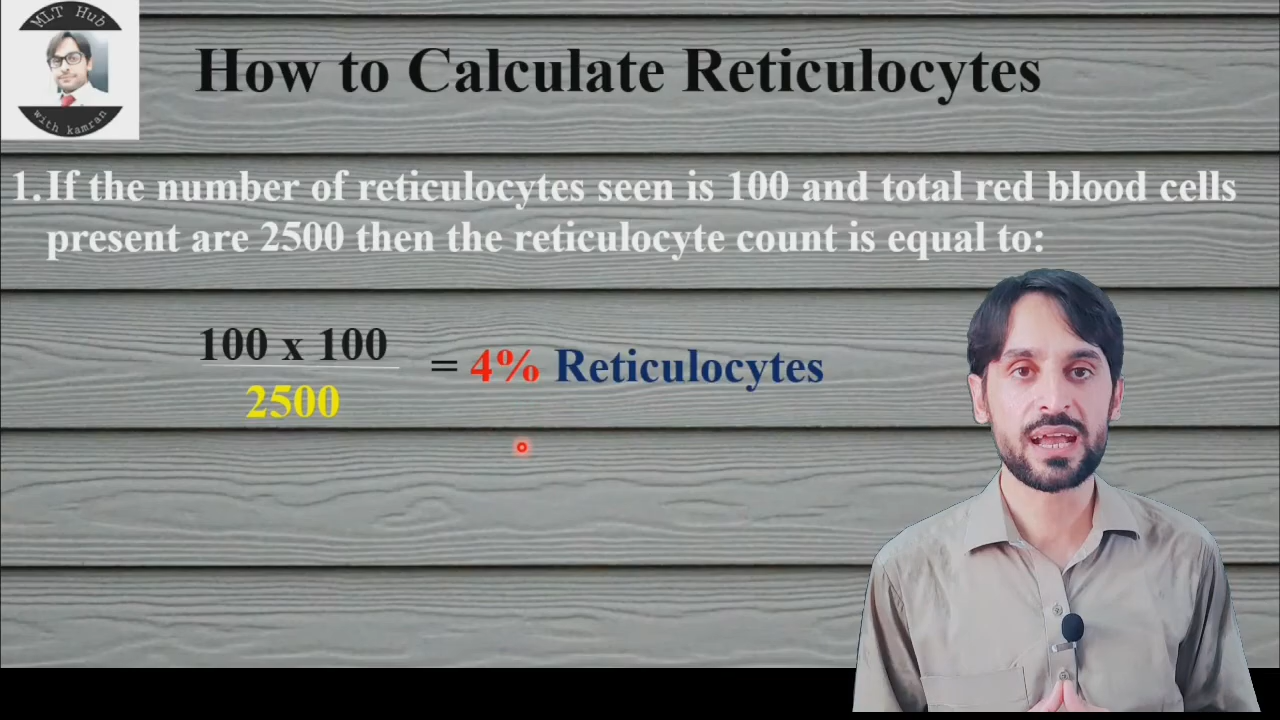 MLT Hub
with kamran
How to Calculate Reticulocytes
1. If the number of reticulocytes seen is 100 and total red blood cells
present are 2500 then the reticulocyte count is equal to:
100 x 100
= 4% Reticulocytes
2500